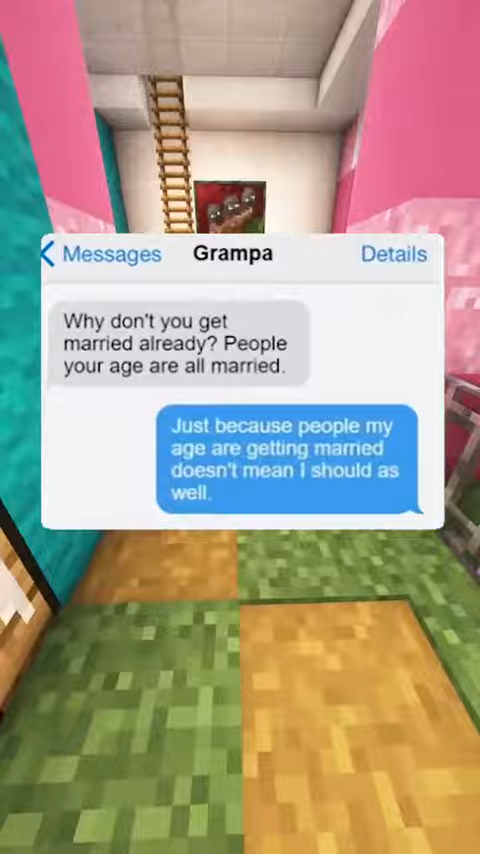 Messages Grampa Details
Why don't you get
married already? People
your age are all married.
Just because people my
age are getting married
doesn't mean I should as
well.